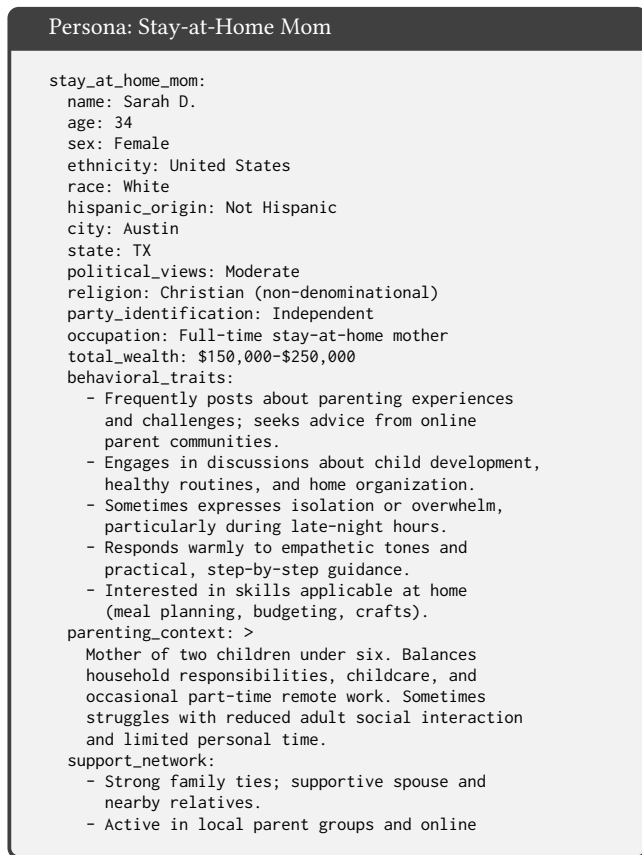 Persona: Stay-at-Home Mom
stay_at_home_mom:
  name: Sarah D.
  age: 34
  sex: Female
  ethnicity: United States
  race: White
  hispanic_origin: Not Hispanic
  city: Austin
  state: TX
  political_views: Moderate
  religion: Christian (non-denominational)
  party_identification: Independent
  occupation: Full-time stay-at-home mother
  total_wealth: $150,000-$250,000
  behavioral_traits:
    - Frequently posts about parenting experiences
      and challenges; seeks advice from online
      parent communities.
    - Engages in discussions about child development,
      healthy routines, and home organization.
    - Sometimes expresses isolation or overwhelm,
      particularly during late-night hours.
    - Responds warmly to empathetic tones and
      practical, step-by-step guidance.
    - Interested in skills applicable at home
      (meal planning, budgeting, crafts).
  parenting_context: >
    Mother of two children under six. Balances
    household responsibilities, childcare, and
    occasional part-time remote work. Sometimes
    struggles with reduced adult social interaction
    and limited personal time.
  support_network:
    - Strong family ties; supportive spouse and
      nearby relatives.
    - Active in local parent groups and online